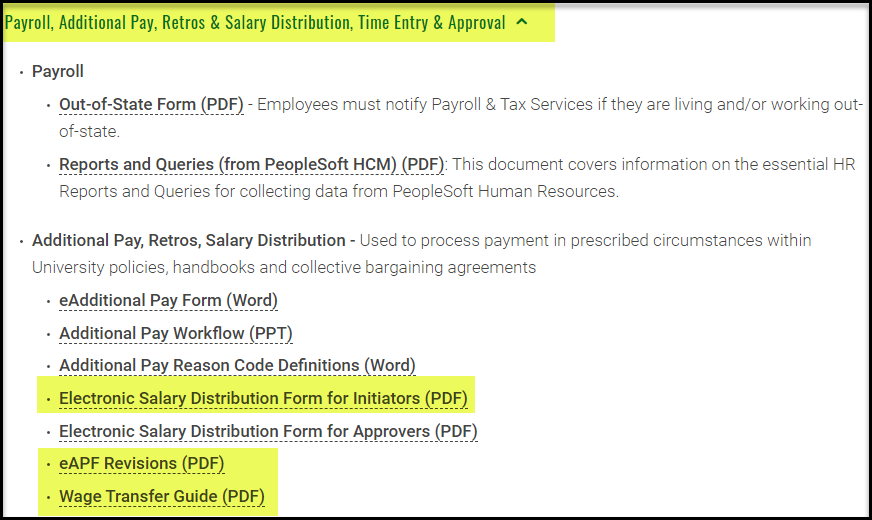 Payroll, Additional Pay, Retros & Salary Distribution, Time Entry & Approval
• Payroll
• Out-of-State Form (PDF) - Employees must notify Payroll & Tax Services if they are living and/or working out-
of-state.
• Reports and Queries (from PeopleSoft HCM) (PDF): This document covers information on the essential HR
Reports and Queries for collecting data from PeopleSoft Human Resources.
• Additional Pay, Retros, Salary Distribution - Used to process payment in prescribed circumstances within
University policies, handbooks and collective bargaining agreements
• eAdditional Pay Form (Word)
• Additional Pay Workflow (PPT)
• Additional Pay Reason Code Definitions (Word)
• Electronic Salary Distribution Form for Initiators (PDF)
• Electronic Salary Distribution Form for Approvers (PDF)
• eAPF Revisions (PDF)
• Wage Transfer Guide (PDF)